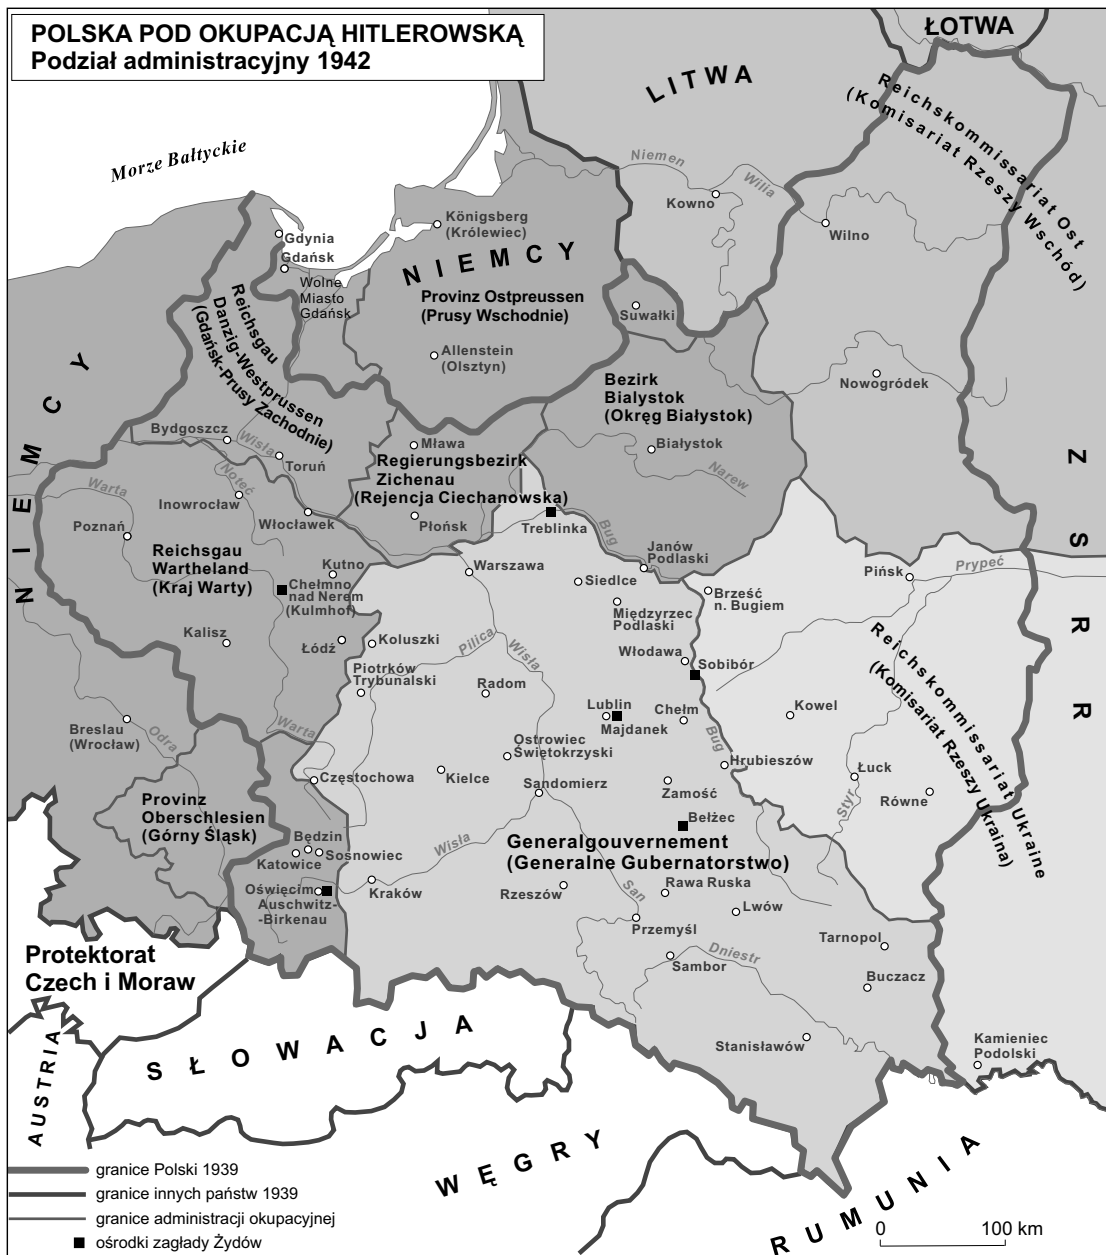 POLSKA POD OKUPACJĄ HITLEROWSKĄ
Podział administracyjny 1942
ŁOTWA
LITWA
Reichskommissariat Ost
(Komisariat Rzeszy Wschód)
Morze Bałtyckie
Niemen
Wilia
Kowno
Wilno
Königsberg
(Królewiec)
Gdynia
Gdańsk
Wolne
Miasto
Gdańsk
NIEMCY
Provinz Ostpreussen
(Prusy Wschodnie)
Suwałki
Reichsgau
Danzig-Westprussen
(Gdańsk-Prusy Zachodnie)
Allenstein
(Olsztyn)
Nowogródek
Bezirk
Bialystok
(Okręg Białystok)
Białystok
Narew
NIEMCY
Bydgoszcz
Wisła
Toruń
Mława
Regierungsbezirk
Zichenau
(Rejencja Ciechanowska)
Płońsk
ZSRR
Warta
Noteć
Inowrocław
Włocławek
Poznań
Treblinka
Bug
Janów
Podlaski
Reichsgau
Wartheland
(Kraj Warty)
Kutno
Chełmno
nad Nerem
(Kulmhof)
Warszawa
Siedlce
Brześć
n. Bugiem
Pińsk
Prypeć
Międzyrzec
Podlaski
Kalisz
Łódź
Koluszki
Pilica
Wisła
Włodawa
Sobibór
Reichskommissariat Ukraine
(Komisariat Rzeszy Ukraina)
Piotrków
Trybunalski
Radom
Lublin
Majdanek
Chełm
Kowel
Breslau
(Wrocław)
Odra
Warta
Bug
Ostrowiec
Świętokrzyski
Hrubieszów
Łuck
Częstochowa
Kielce
Sandomierz
Zamość
Styr
Równe
Provinz
Oberschlesien
(Górny Śląsk)
Bełżec
Będzin
Katowice
Sosnowiec
Wisła
Generalgouvernement
(Generalne Gubernatorstwo)
Oświęcim
Auschwitz-
-Birkenau
Kraków
Rzeszów
San
Rawa Ruska
Lwów
Przemyśl
Tarnopol
Protektorat
Czech i Moraw
Sambor
Dniestr
Buczacz
SŁOWACJA
Stanisławów
Kamieniec
Podolski
AUSTRIA
WĘGRY
RUMUNIA
granice Polski 1939
granice innych państw 1939
granice administracji okupacyjnej
ośrodki zagłady Żydów
0 100 km